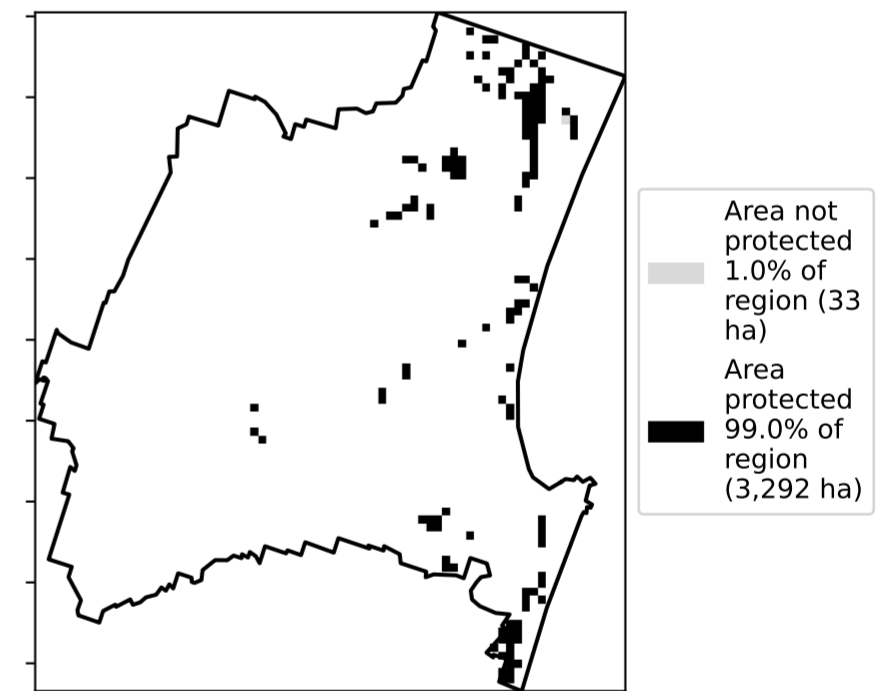 Area not
protected
1.0% of
region (33
ha)
Area
protected
99.0% of
region
(3,292 ha)